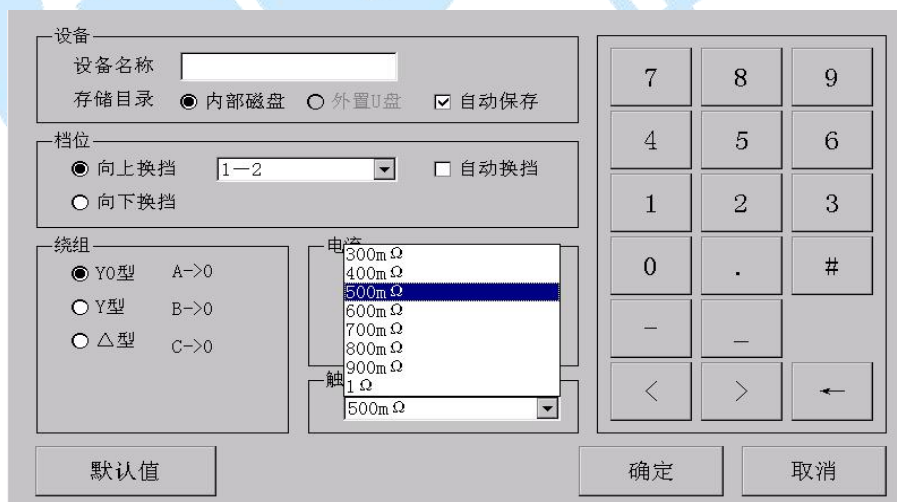 设备
设备名称
存储目录 内部磁盘 外置U盘 自动保存
档位
向上换挡 1—2 自动换挡
向下换挡
绕组
Y0型 A->0
Y型 B->0
△型 C->0
300mΩ
400mΩ
500mΩ
600mΩ
700mΩ
800mΩ
900mΩ
1Ω
触
500mΩ
7 8 9
4 5 6
1 2 3
0 . #
- _
< > ←
默认值 确定 取消